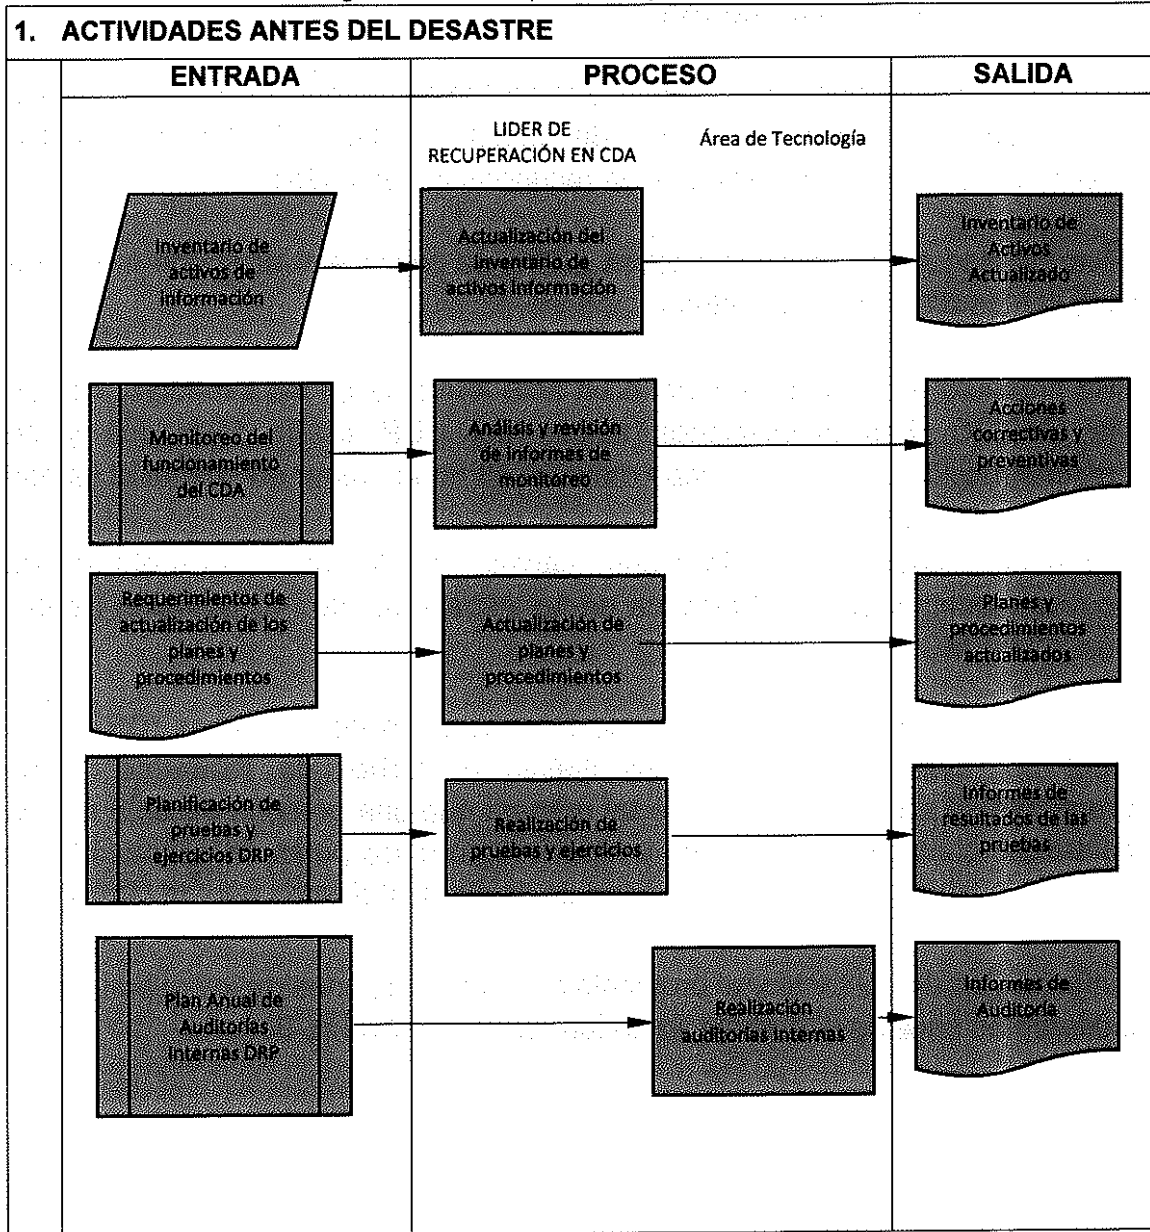 1. ACTIVIDADES ANTES DEL DESASTRE
ENTRADA
PROCESO
SALIDA
LIDER DE
RECUPERACIÓN EN CDA
Área de Tecnología
Inventario de
activos de
información
Actualización del
inventario de
activos información
Inventario de
Activos
Actualizado
Monitoreo del
funcionamiento
del CDA
Análisis y revisión
de informes de
monitoreo
Acciones
correctivas y
preventivas
Requerimientos de
actualización de los
planes y
procedimientos
Actualización de
planes y
procedimientos
Planes y
procedimientos
actualizados
Planificación de
pruebas y
ejercicios DRP
Realización de
pruebas y ejercicios
Informes de
resultados de las
pruebas
Plan Anual de
Auditorías
Internas DRP
Realización
auditorías internas
Informes de
Auditoría